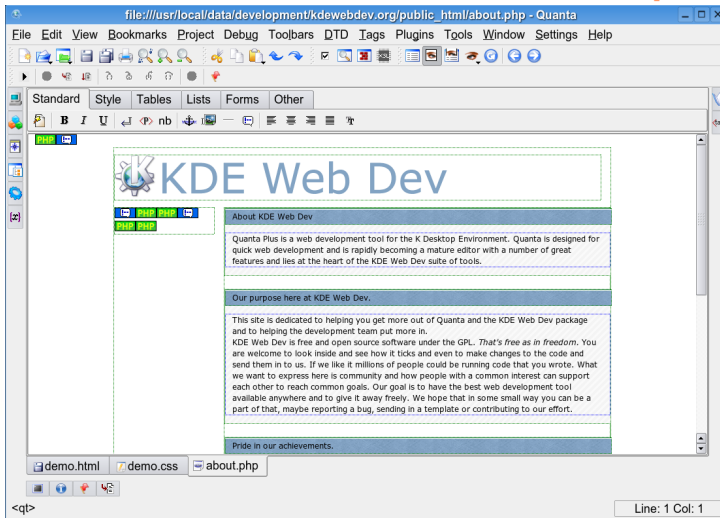 file:///usr/local/data/development/kdewebdev.org/public_html/about.php - Quanta
File Edit View Bookmarks Project Debug Toolbars DTD Tags Plugins Tools Window Settings Help
Standard Style Tables Lists Forms Other
B I U nb
PHP
KDE Web Dev
PHP PHP
PHP PHP
About KDE Web Dev
Quanta Plus is a web development tool for the K Desktop Environment. Quanta is designed for
quick web development and is rapidly becoming a mature editor with a number of great
features and lies at the heart of the KDE Web Dev suite of tools.
Our purpose here at KDE Web Dev.
This site is dedicated to helping you get more out of Quanta and the KDE Web Dev package
and to helping the development team put more in.
KDE Web Dev is free and open source software under the GPL. That's free as in freedom. You
are welcome to look inside and see how it ticks and even to make changes to the code and
send them in to us. If we like it millions of people could be running code that you wrote. What
we want to express here is community and how people with a common interest can support
each other to reach common goals. Our goal is to have the best web development tool
available anywhere and to give it away freely. We hope that in some small way you can be a
part of that, maybe reporting a bug, sending in a template or contributing to our effort.
Pride in our achievements.
demo.html demo.css about.php
<qt>
Line: 1 Col: 1